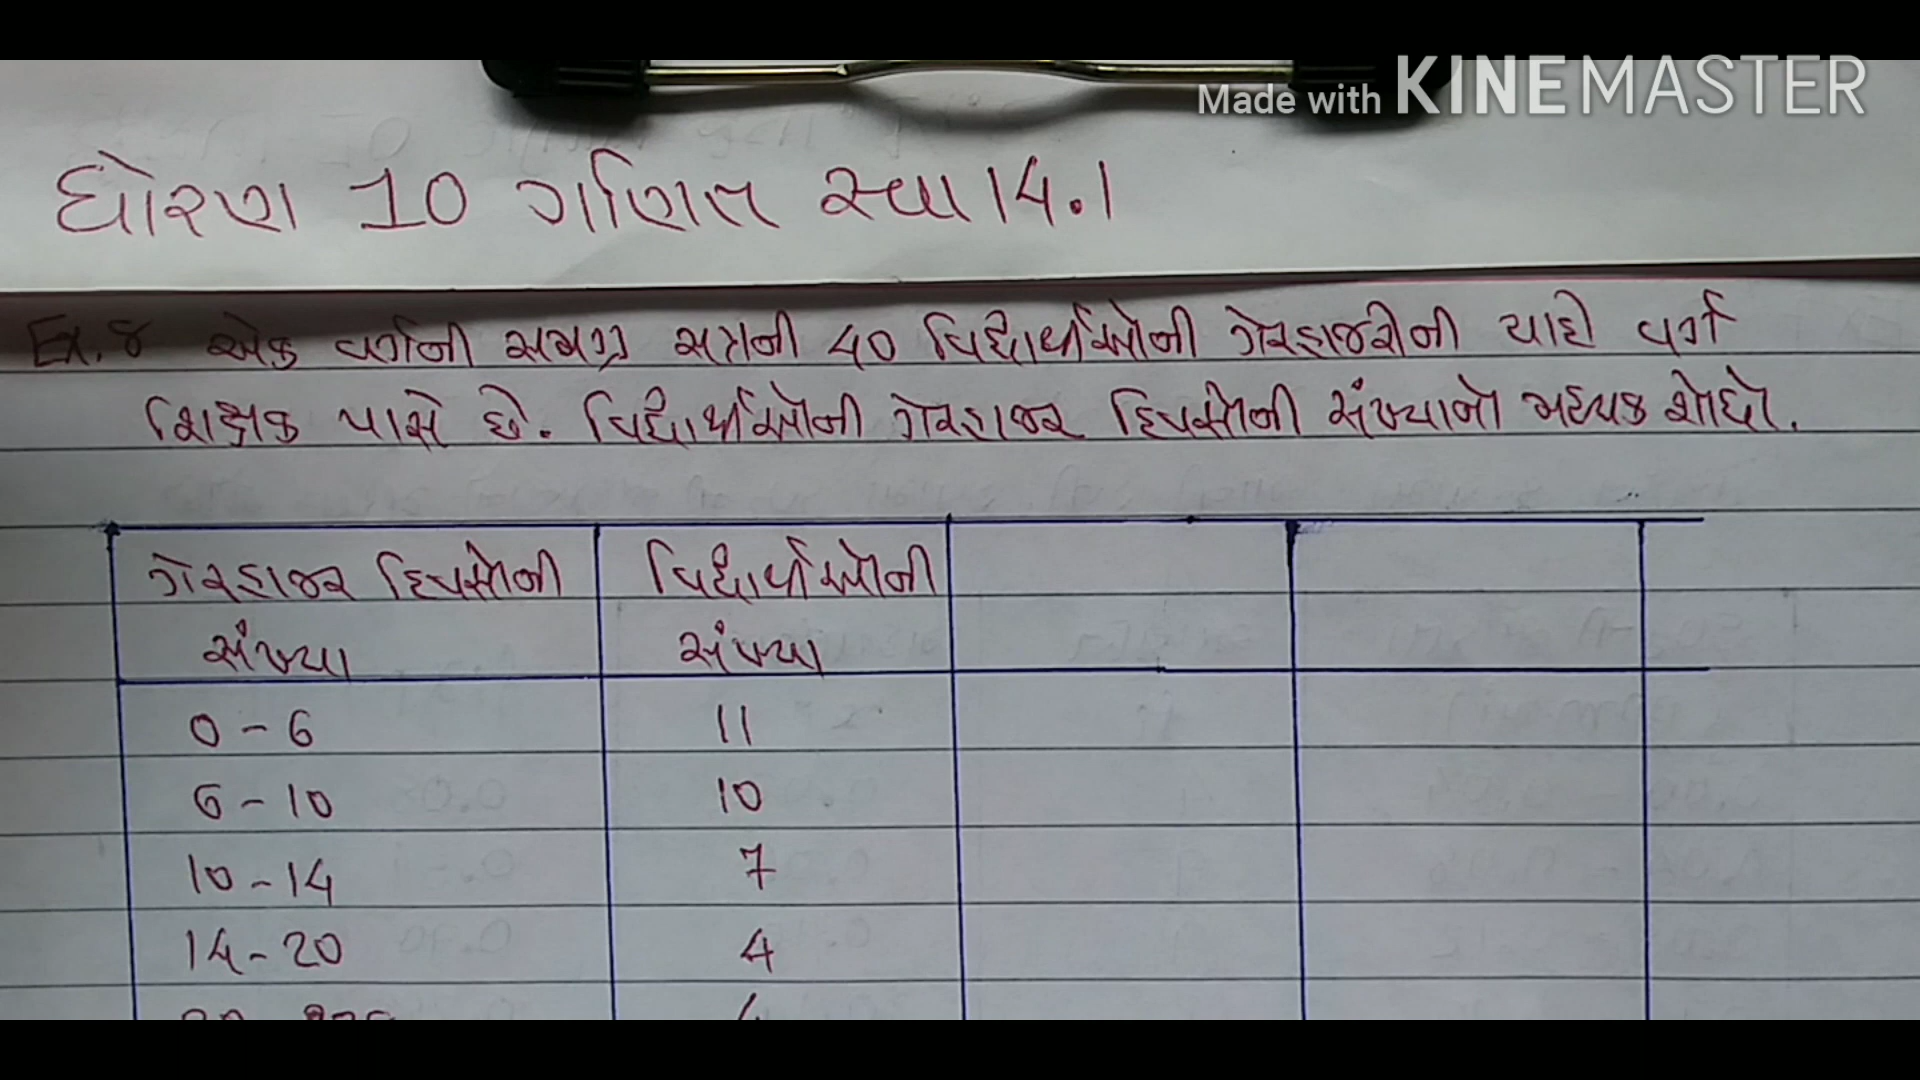 Made with KINEMASTER
ધોરણ 10 ગણિત સ્વા 14.1
Ex. ૪ એક વર્ગની સમગ્ર સત્રની 40 વિદ્યાર્થીઓની ગેરહાજરીની યાદી વર્ગ
શિક્ષક પાસે છે. વિદ્યાર્થીઓની ગેરહાજર દિવસોની સંખ્યાનો મધ્યક શોધો.
ગેરહાજર દિવસોની વિદ્યાર્થીઓની
સંખ્યા સંખ્યા
0 - 6 11
6 - 10 10
10 - 14 7
14 - 20 4